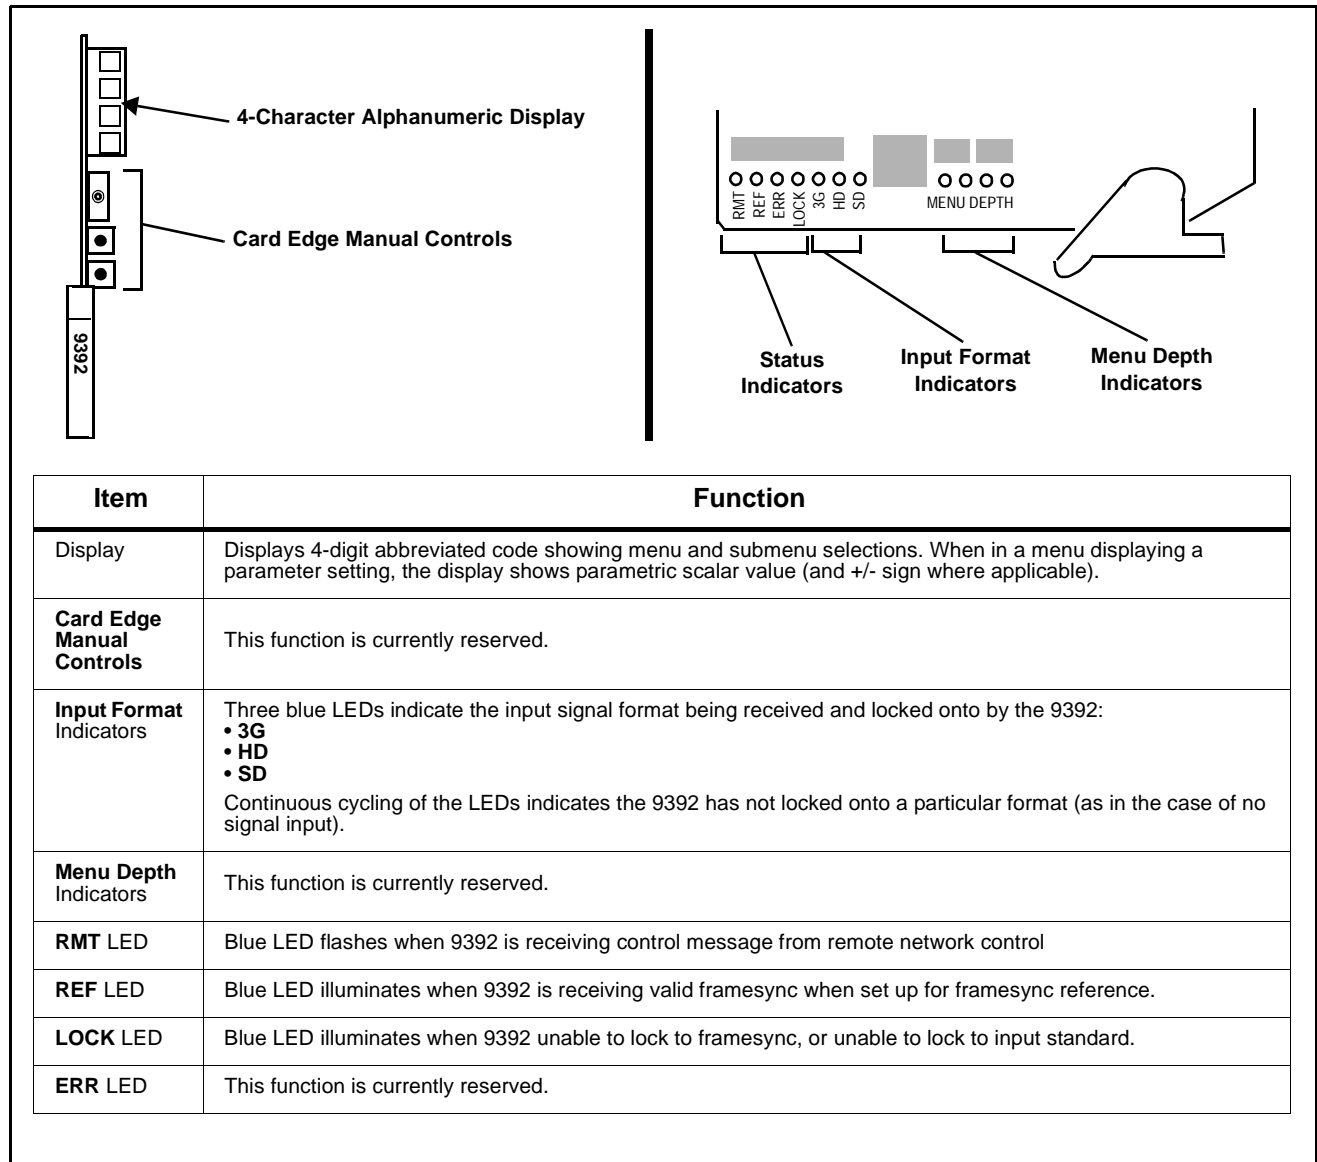 4-Character Alphanumeric Display
Card Edge Manual Controls
9392
RMT
REF
ERR
LOCK
3G
HD
SD
MENU DEPTH
Status
Indicators
Input Format
Indicators
Menu Depth
Indicators
Item
Function
Display
Displays 4-digit abbreviated code showing menu and submenu selections. When in a menu displaying a
parameter setting, the display shows parametric scalar value (and +/- sign where applicable).
Card Edge
Manual
Controls
This function is currently reserved.
Input Format
Indicators
Three blue LEDs indicate the input signal format being received and locked onto by the 9392:
• 3G
• HD
• SD
Continuous cycling of the LEDs indicates the 9392 has not locked onto a particular format (as in the case of no
signal input).
Menu Depth
Indicators
This function is currently reserved.
RMT LED
Blue LED flashes when 9392 is receiving control message from remote network control
REF LED
Blue LED illuminates when 9392 is receiving valid framesync when set up for framesync reference.
LOCK LED
Blue LED illuminates when 9392 unable to lock to framesync, or unable to lock to input standard.
ERR LED
This function is currently reserved.